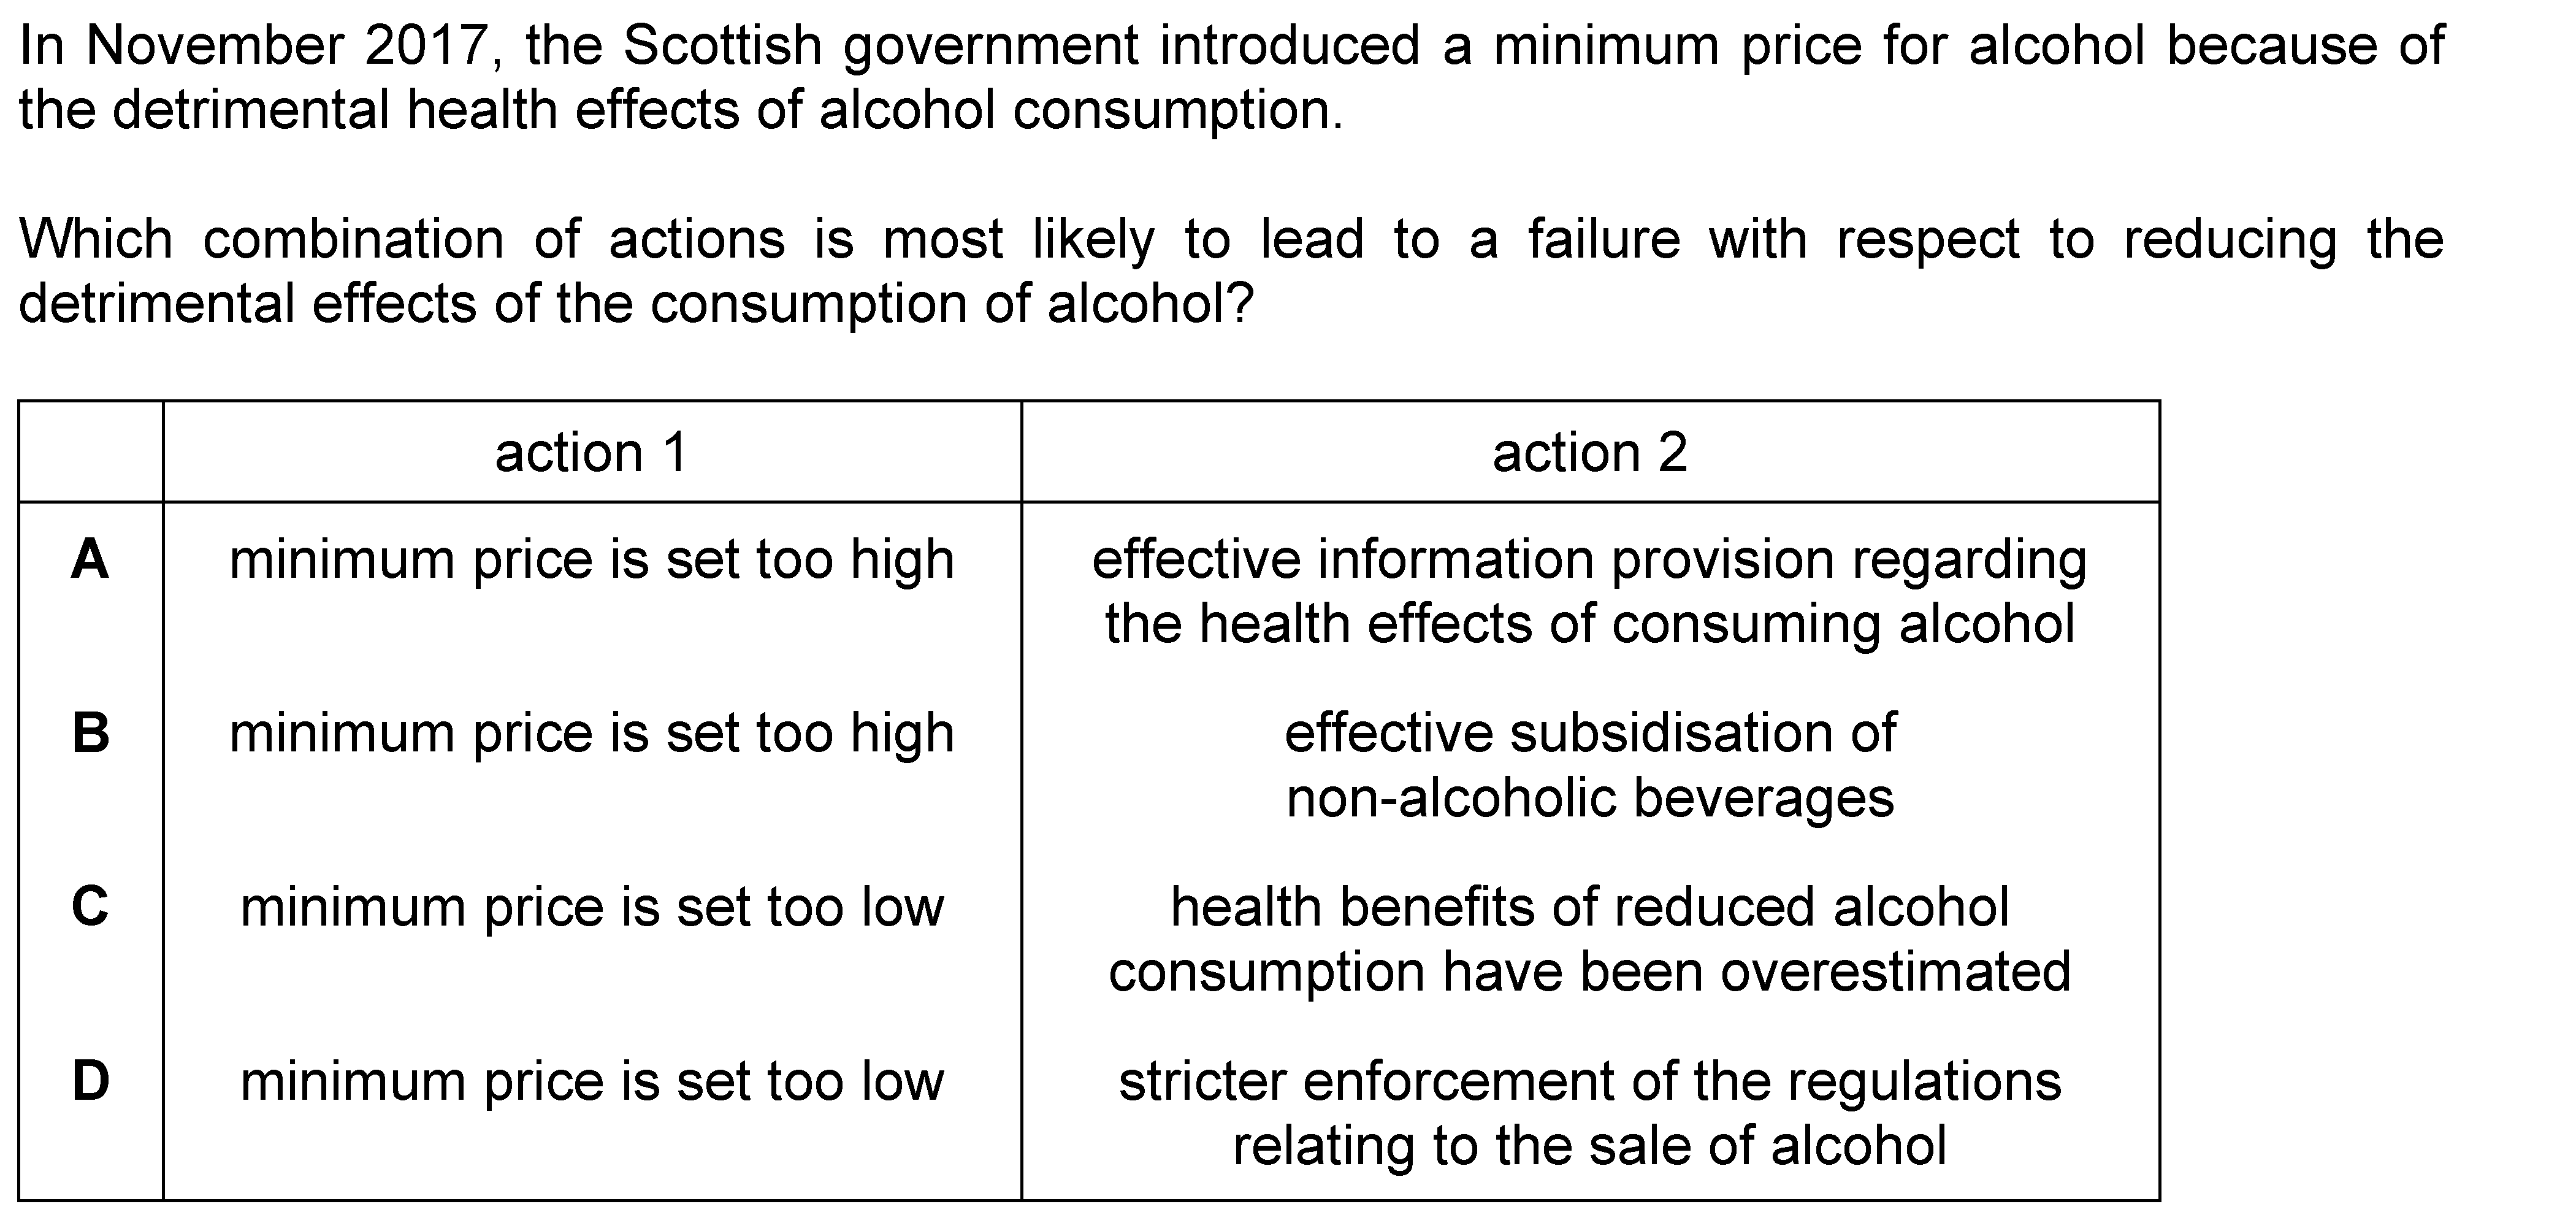 In November 2017, the Scottish government introduced a minimum price for alcohol because of
the detrimental health effects of alcohol consumption.
Which combination of actions is most likely to lead to a failure with respect to reducing the
detrimental effects of the consumption of alcohol?
action 1 action 2
A minimum price is set too high effective information provision regarding
the health effects of consuming alcohol
B minimum price is set too high effective subsidisation of
non-alcoholic beverages
C minimum price is set too low health benefits of reduced alcohol
consumption have been overestimated
D minimum price is set too low stricter enforcement of the regulations
relating to the sale of alcohol